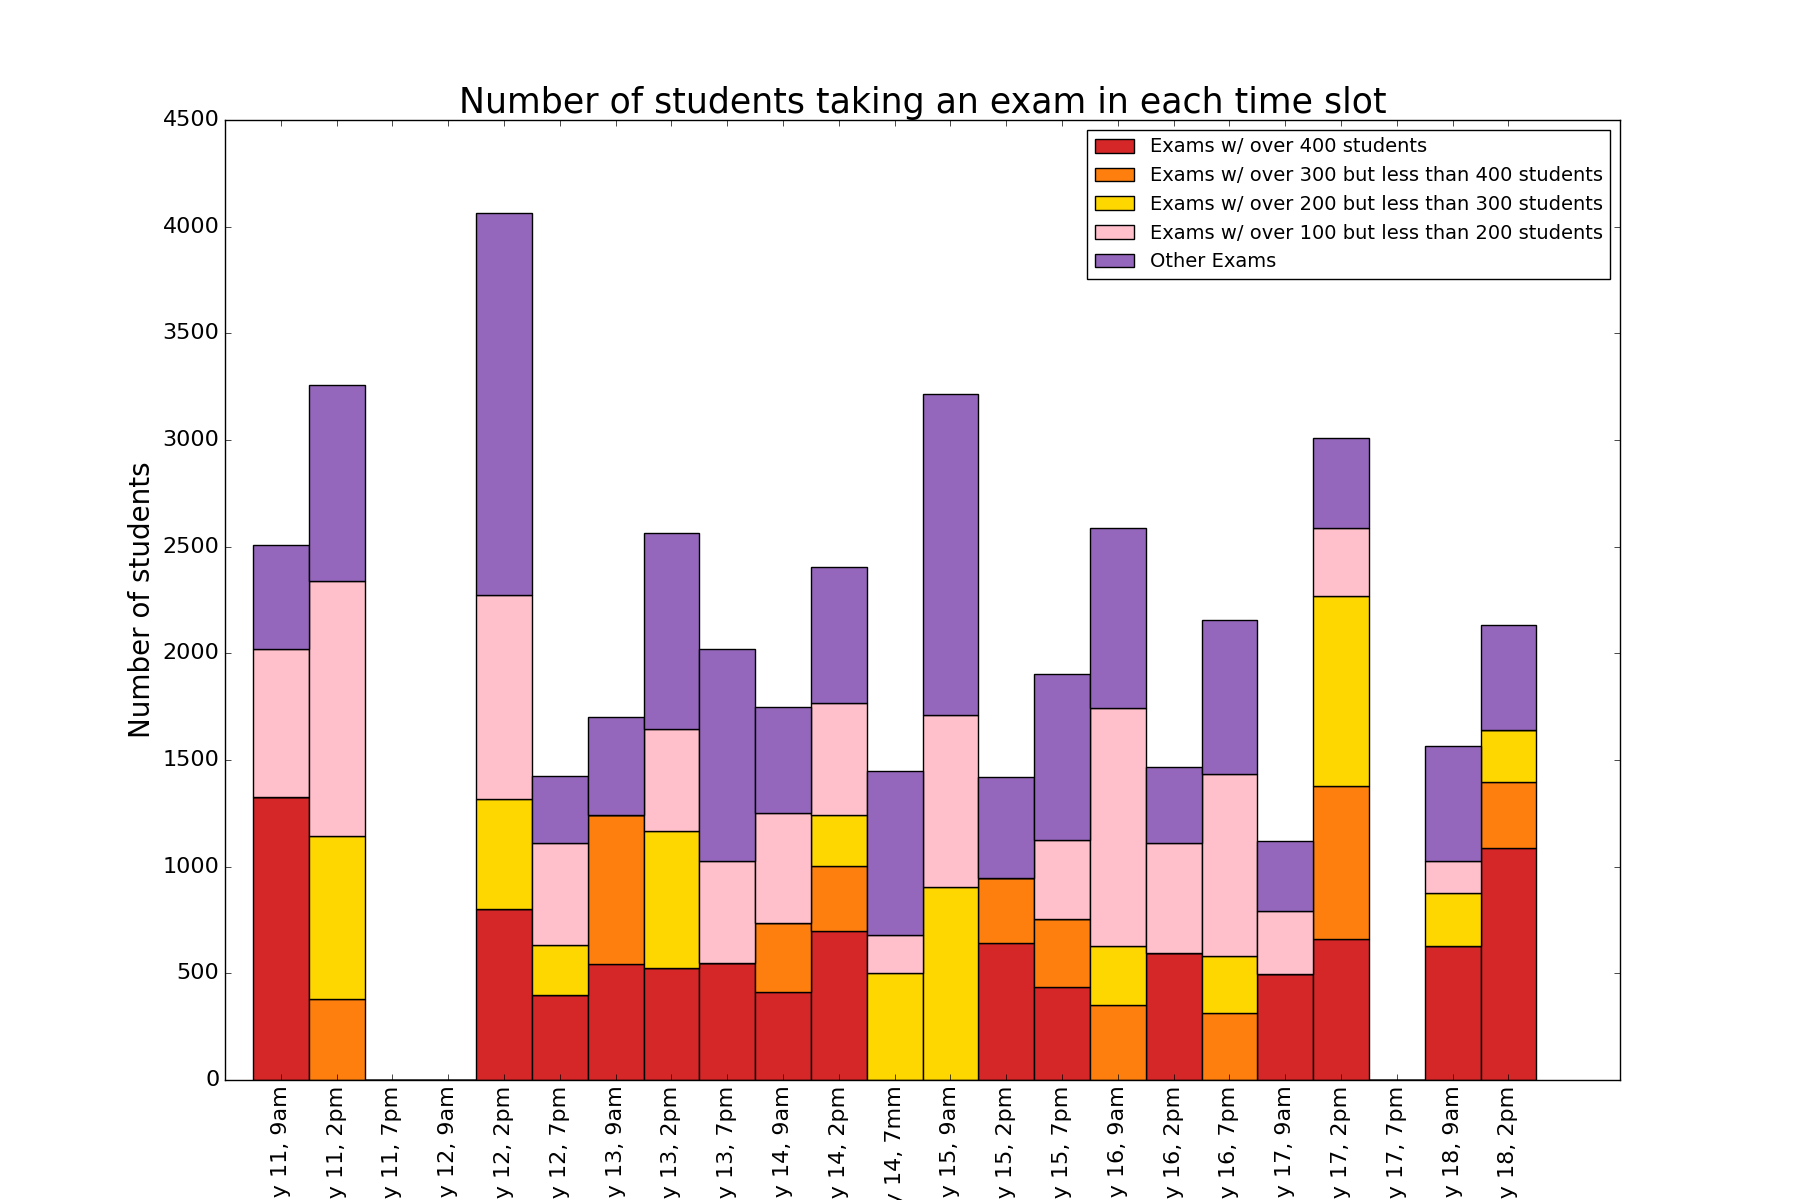 Number of students taking an exam in each time slot
4500
4000
3500
3000
2500
2000
1500
1000
500
0
Number of students
Exams w/ over 400 students
Exams w/ over 300 but less than 400 students
Exams w/ over 200 but less than 300 students
Exams w/ over 100 but less than 200 students
Other Exams
y 11, 9am
y 11, 2pm
y 11, 7pm
y 12, 9am
y 12, 2pm
y 12, 7pm
y 13, 9am
y 13, 2pm
y 13, 7pm
y 14, 9am
y 14, 2pm
y 14, 7mm
y 15, 9am
y 15, 2pm
y 15, 7pm
y 16, 9am
y 16, 2pm
y 16, 7pm
y 17, 9am
y 17, 2pm
y 17, 7pm
y 18, 9am
y 18, 2pm